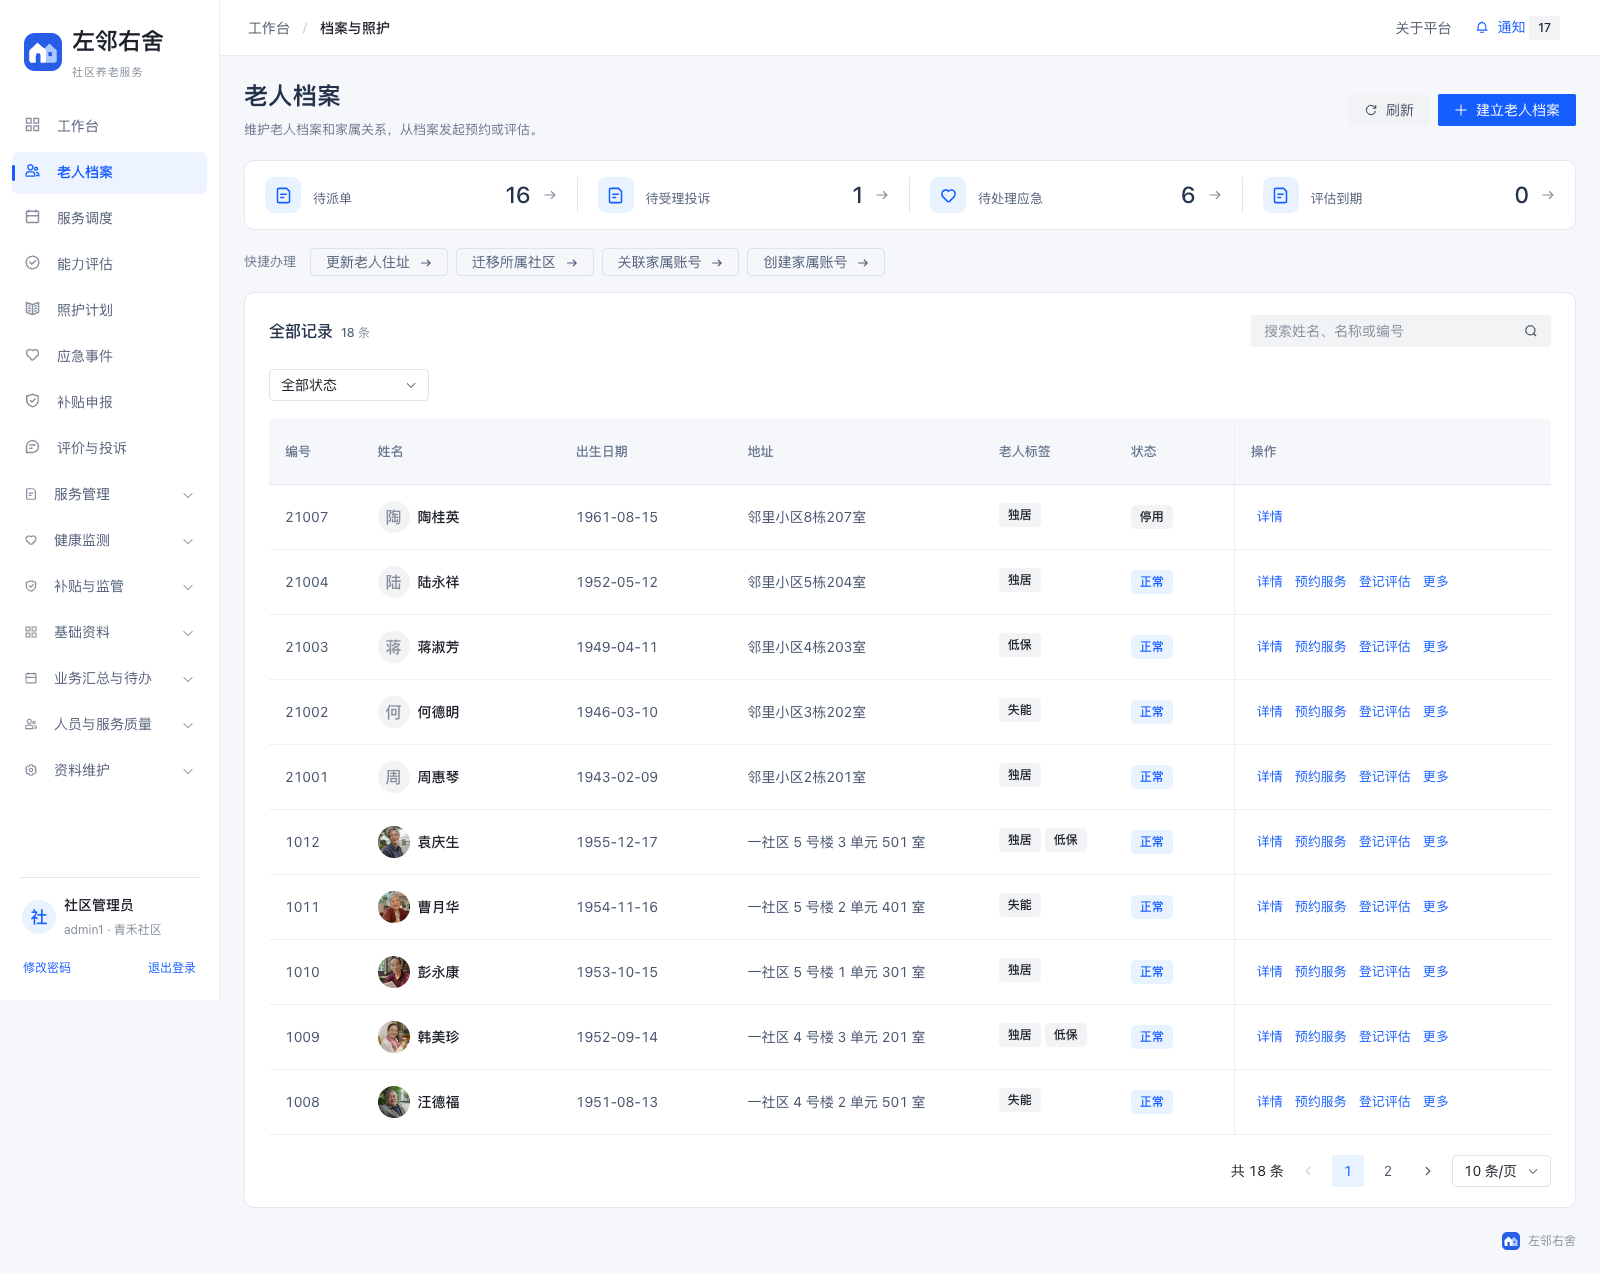 左邻右舍
社区养老服务
工作台
老人档案
服务调度
能力评估
照护计划
应急事件
补贴申报
评价与投诉
服务管理
健康监测
补贴与监管
基础资料
业务汇总与待办
人员与服务质量
资料维护
社
社区管理员
admin1 · 青禾社区
修改密码 退出登录
工作台 / 档案与照护
关于平台 通知 17
老人档案
维护老人档案和家属关系，从档案发起预约或评估。
刷新 建立老人档案
待派单 16 待受理投诉 1 待处理应急 6 评估到期 0
快捷办理 更新老人住址 迁移所属社区 关联家属账号 创建家属账号
全部记录 18 条
搜索姓名、名称或编号
全部状态
编号 姓名 出生日期 地址 老人标签 状态 操作
21007 陶 陶桂英 1961-08-15 邻里小区8栋207室 独居 停用 详情
21004 陆 陆永祥 1952-05-12 邻里小区5栋204室 独居 正常 详情 预约服务 登记评估 更多
21003 蒋 蒋淑芳 1949-04-11 邻里小区4栋203室 低保 正常 详情 预约服务 登记评估 更多
21002 何 何德明 1946-03-10 邻里小区3栋202室 失能 正常 详情 预约服务 登记评估 更多
21001 周 周惠琴 1943-02-09 邻里小区2栋201室 独居 正常 详情 预约服务 登记评估 更多
1012 袁庆生 1955-12-17 一社区 5 号楼 3 单元 501 室 独居 低保 正常 详情 预约服务 登记评估 更多
1011 曹月华 1954-11-16 一社区 5 号楼 2 单元 401 室 失能 正常 详情 预约服务 登记评估 更多
1010 彭永康 1953-10-15 一社区 5 号楼 1 单元 301 室 独居 正常 详情 预约服务 登记评估 更多
1009 韩美珍 1952-09-14 一社区 4 号楼 3 单元 201 室 独居 低保 正常 详情 预约服务 登记评估 更多
1008 汪德福 1951-08-13 一社区 4 号楼 2 单元 501 室 失能 正常 详情 预约服务 登记评估 更多
共 18 条 1 2 10 条/页
左邻右舍